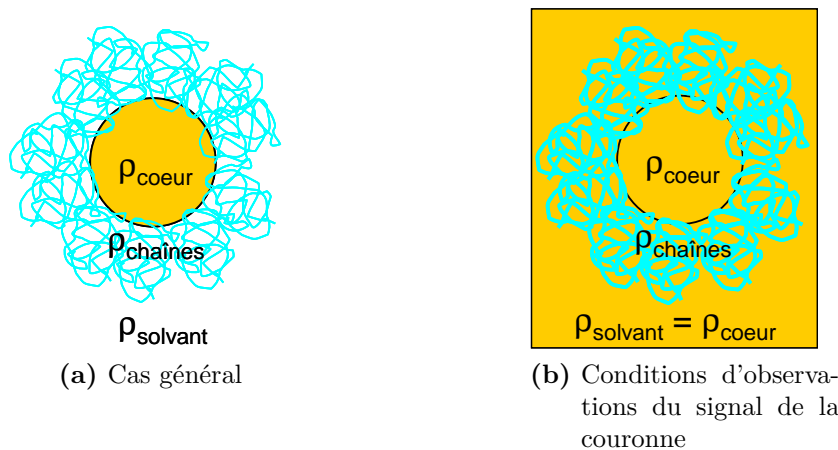 ρcoeur
ρchaînes
ρsolvant
(a) Cas général
ρcoeur
ρchaînes
ρsolvant = ρcoeur
(b) Conditions d'observa-
tions du signal de la
couronne